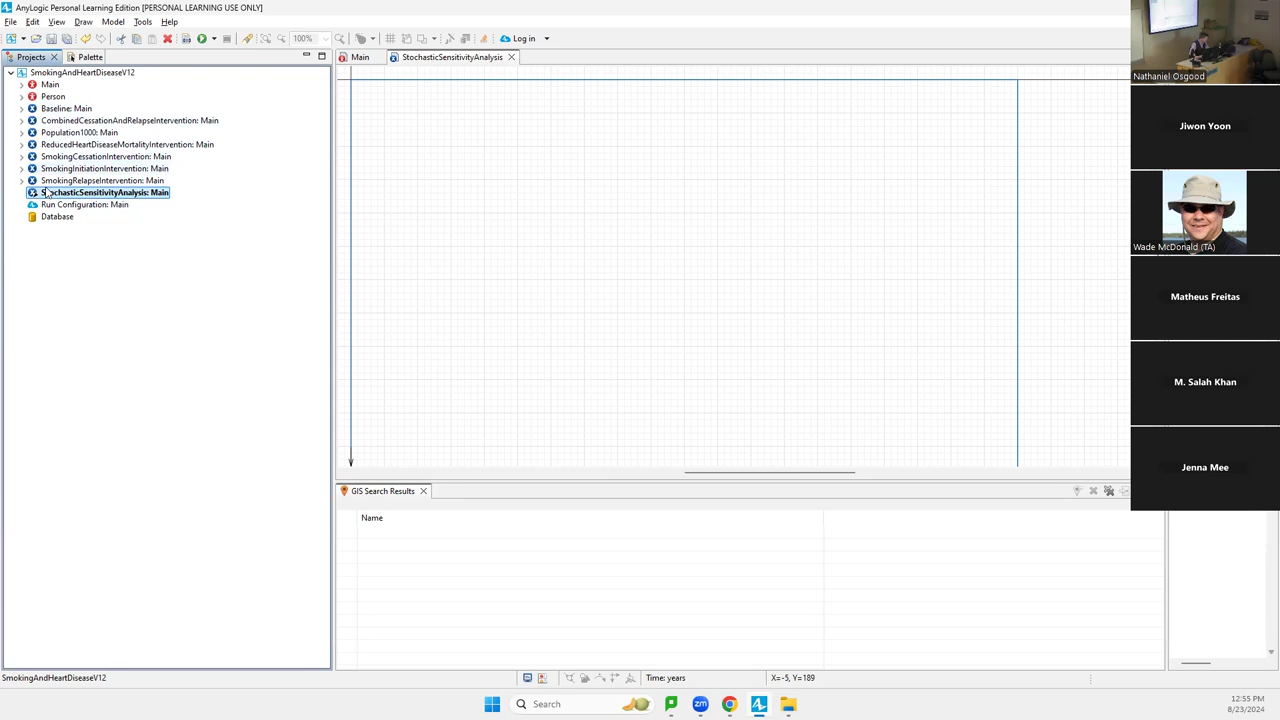 AnyLogic Personal Learning Edition [PERSONAL LEARNING USE ONLY]
File Edit View Draw Model Tools Help
100% Log in
Projects Palette
Main StochasticSensitivityAnalysis
SmokingAndHeartDiseaseV12
Main
Person
Baseline: Main
CombinedCessationAndRelapseIntervention: Main
Population1000: Main
ReducedHeartDiseaseMortalityIntervention: Main
SmokingCessationIntervention: Main
SmokingInitiationIntervention: Main
SmokingRelapseIntervention: Main
StochasticSensitivityAnalysis: Main
Run Configuration: Main
Database
GIS Search Results
Name
Nathaniel Osgood
Jiwon Yoon
Wade McDonald (TA)
Matheus Freitas
M. Salah Khan
Jenna Mee
SmokingAndHeartDiseaseV12
Time: years
X=-5, Y=189
Search
12:55 PM
8/23/2024